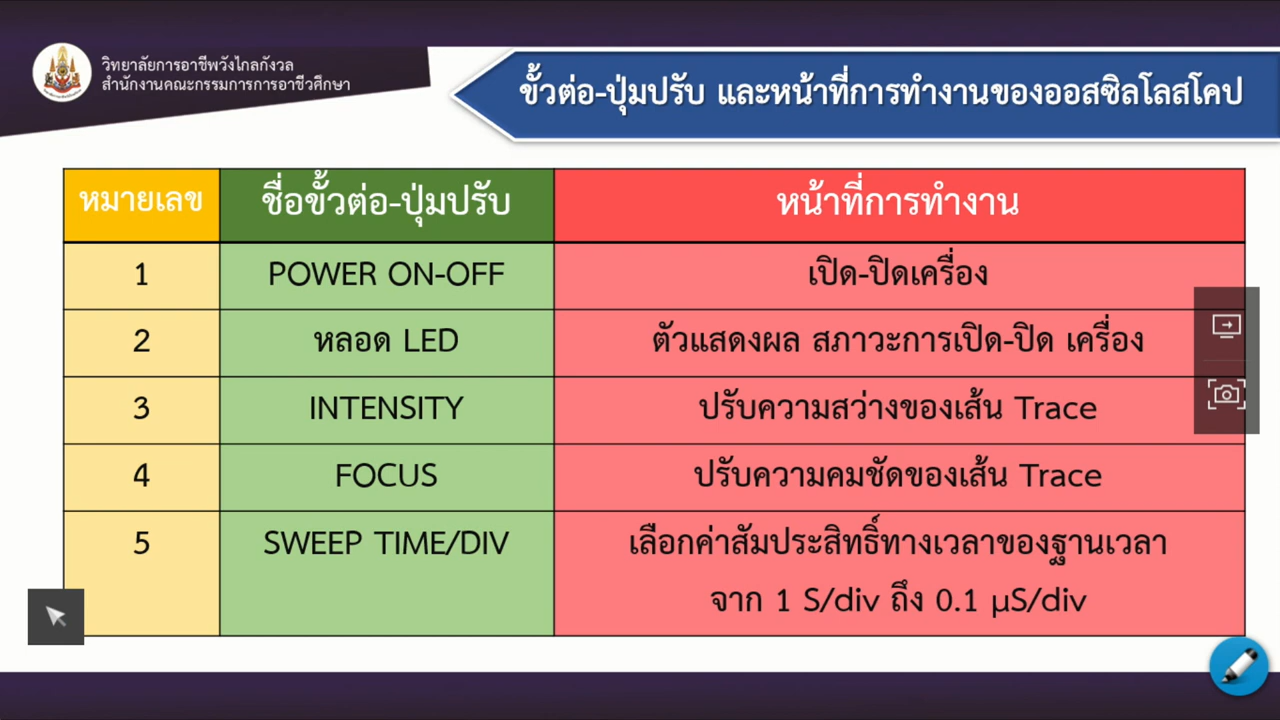 วิทยาลัยการอาชีพวังไกลกังวล
สำนักงานคณะกรรมการการอาชีวศึกษา
ขั้วต่อ-ปุ่มปรับ และหน้าที่การทำงานของออสซิลโลสโคป
หมายเลข ชื่อขั้วต่อ-ปุ่มปรับ หน้าที่การทำงาน
1 POWER ON-OFF เปิด-ปิดเครื่อง
2 หลอด LED ตัวแสดงผล สภาวะการเปิด-ปิด เครื่อง
3 INTENSITY ปรับความสว่างของเส้น Trace
4 FOCUS ปรับความคมชัดของเส้น Trace
5 SWEEP TIME/DIV เลือกค่าสัมประสิทธิ์ทางเวลาของฐานเวลา
จาก 1 S/div ถึง 0.1 µS/div